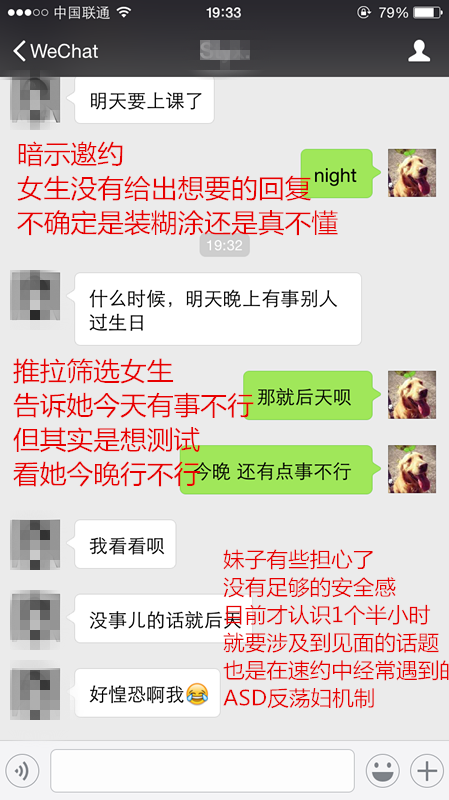 中国联通
19:33
79%
WeChat
明天要上课了
暗示邀约
night
女生没有给出想要的回复
不确定是装糊涂还是真不懂
19:32
什么时候，明天晚上有事别人
过生日
推拉筛选女生
告诉她今天有事不行
那就后天呗
但其实是想测试
看她今晚行不行
今晚 还有点事不行
我看看呗
妹子有些担心了
没有足够的安全感
没事儿的话就后天
目前才认识1个半小时
就要涉及到见面的话题
也是在速约中经常遇到的
好惶恐啊我😂
ASD反荡妇机制